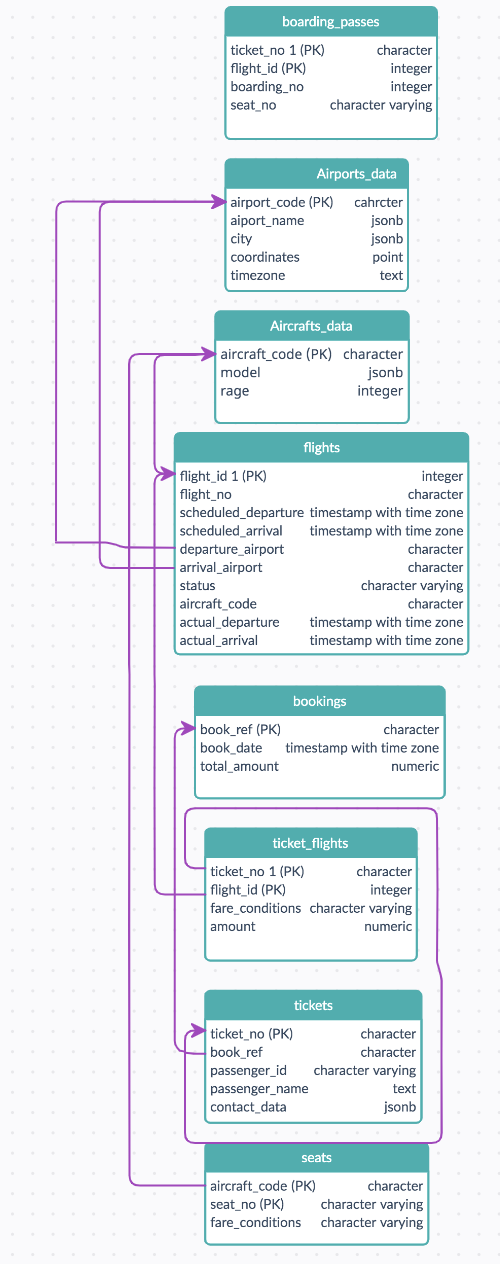 boarding_passes
ticket_no 1 (PK) character
flight_id (PK) integer
boarding_no integer
seat_no character varying
Airports_data
airport_code (PK) cahrcter
aiport_name jsonb
city jsonb
coordinates point
timezone text
Aircrafts_data
aircraft_code (PK) character
model jsonb
rage integer
flights
flight_id 1 (PK) integer
flight_no character
scheduled_departure timestamp with time zone
scheduled_arrival timestamp with time zone
departure_airport character
arrival_airport character
status character varying
aircraft_code character
actual_departure timestamp with time zone
actual_arrival timestamp with time zone
bookings
book_ref (PK) character
book_date timestamp with time zone
total_amount numeric
ticket_flights
ticket_no 1 (PK) character
flight_id (PK) integer
fare_conditions character varying
amount numeric
tickets
ticket_no (PK) character
book_ref character
passenger_id character varying
passenger_name text
contact_data jsonb
seats
aircraft_code (PK) character
seat_no (PK) character varying
fare_conditions character varying